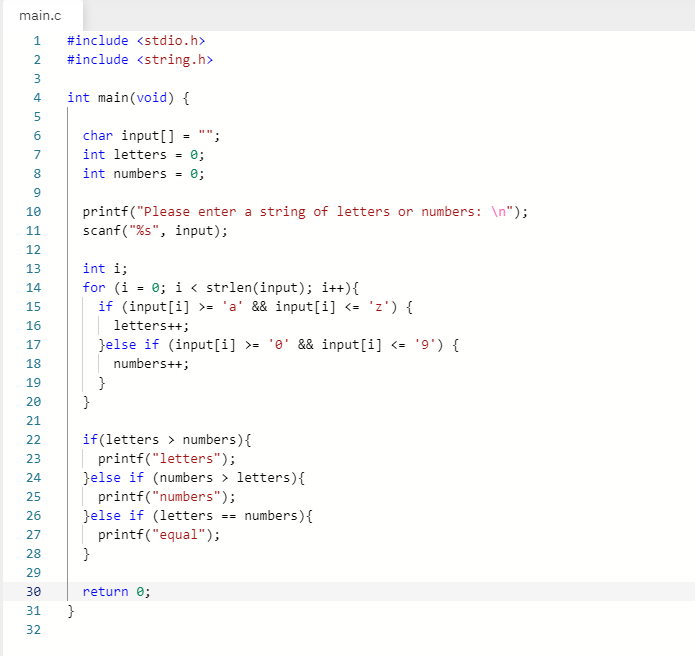 main.c
1 #include <stdio.h>
2 #include <string.h>
3
4 int main(void) {
5
6   char input[] = "";
7   int letters = 0;
8   int numbers = 0;
9
10   printf("Please enter a string of letters or numbers: \n");
11   scanf("%s", input);
12
13   int i;
14   for (i = 0; i < strlen(input); i++){
15     if (input[i] >= 'a' && input[i] <= 'z') {
16       letters++;
17     }else if (input[i] >= '0' && input[i] <= '9') {
18       numbers++;
19     }
20   }
21
22   if(letters > numbers){
23     printf("letters");
24   }else if (numbers > letters){
25     printf("numbers");
26   }else if (letters == numbers){
27     printf("equal");
28   }
29
30   return 0;
31 }
32